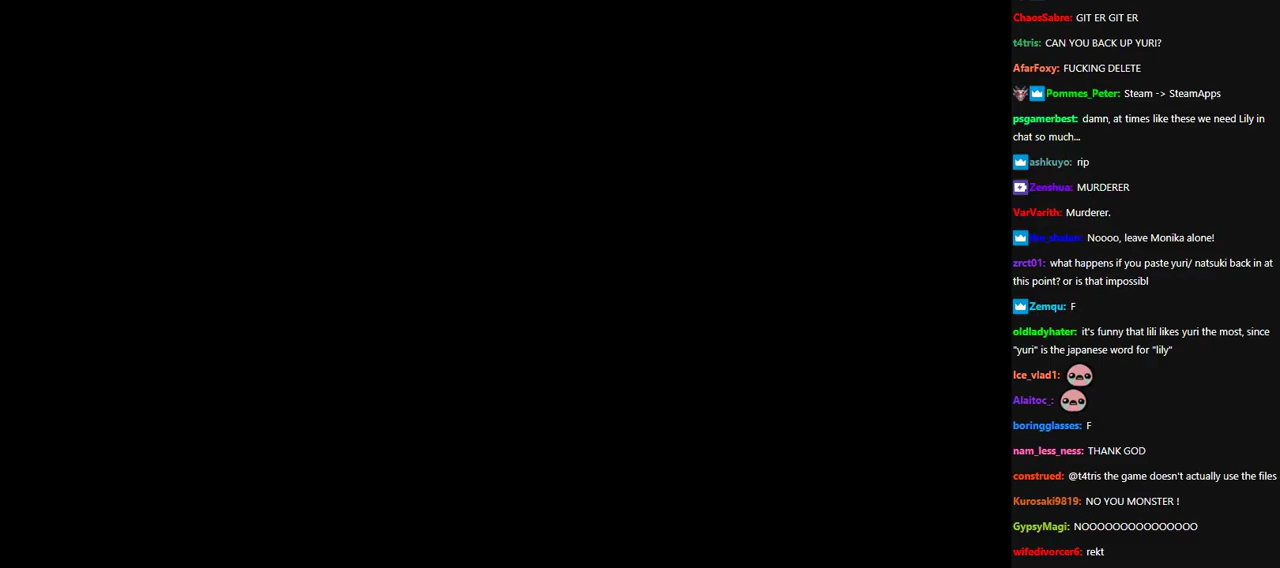 ChaosSabre: GIT ER GIT ER
t4tris: CAN YOU BACK UP YURI?
AfarFoxy: FUCKING DELETE
Pommes_Peter: Steam -> SteamApps
psgamerbest: damn, at times like these we need Lily in
chat so much...
ashkuyo: rip
Zenshua: MURDERER
VarVarith: Murderer.
Noooo, leave Monika alone!
zrct01: what happens if you paste yuri/ natsuki back in at
this point? or is that impossibl
Zemqu: F
oldladyhater: it's funny that lili likes yuri the most, since
"yuri" is the japanese word for "lily"
Ice_vlad1:
Alaitoc_:
boringglasses: F
nam_less_ness: THANK GOD
construed: @t4tris the game doesn't actually use the files
Kurosaki9819: NO YOU MONSTER !
GypsyMagi: NOOOOOOOOOOOOOOO
wifedivorcer6: rekt